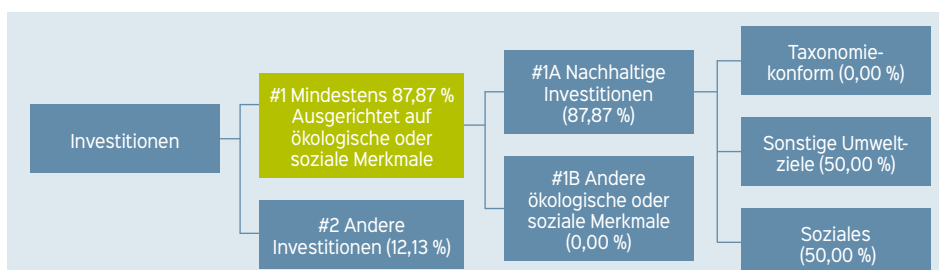 Investitionen
#1 Mindestens 87,87 %
Ausgerichtet auf
ökologische oder
soziale Merkmale
#2 Andere
Investitionen (12,13 %)
#1A Nachhaltige
Investitionen
(87,87 %)
#1B Andere
ökologische oder
soziale Merkmale
(0,00 %)
Taxonomie-
konform (0,00 %)
Sonstige Umwelt-
ziele (50,00 %)
Soziales
(50,00 %)